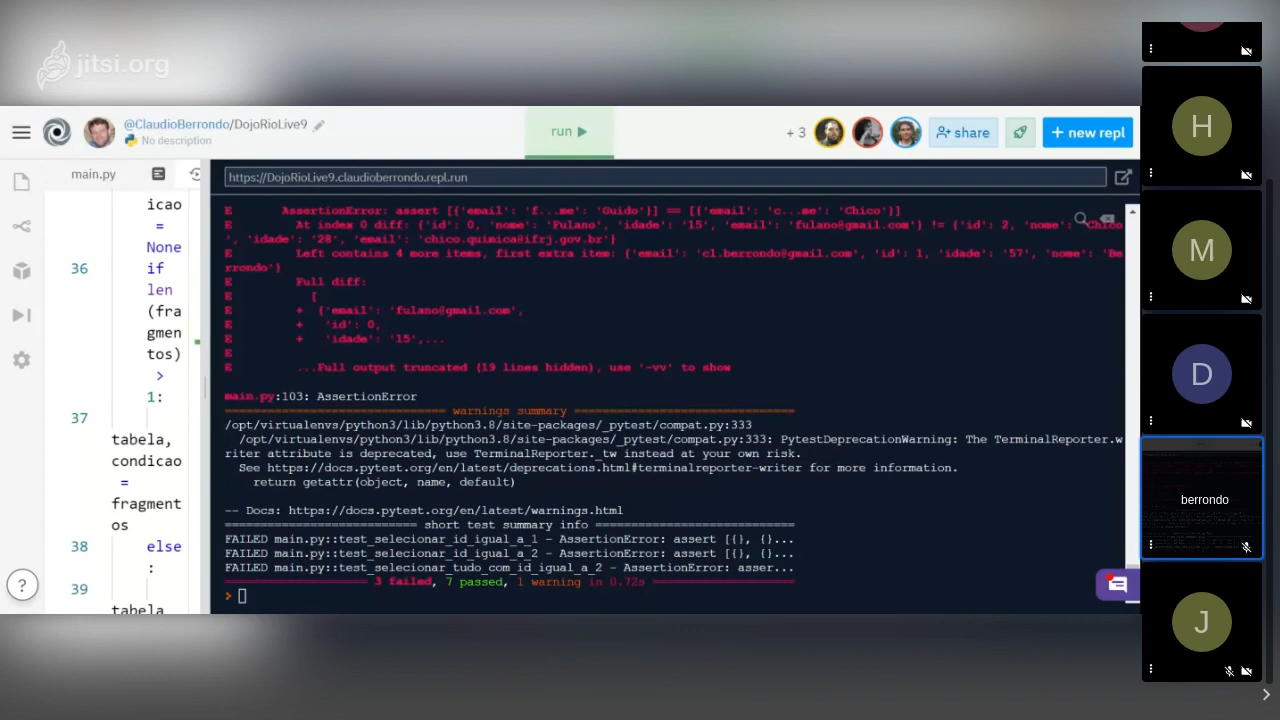 jitsi.org
@ClaudioBerrondo/DojoRioLive9
No description
run
+ 3
share
+ new repl
main.py
https://DojoRioLive9.claudioberrondo.repl.run
icao
=
None
36 if
len
(fra
gmen
tos)
>
1:
37
tabela,
condicao
=
fragment
os
38 else
:
39
tabela
E AssertionError: assert [{'email': 'f...me': 'Guido'}] == [{'email': 'c...me': 'Chico'}]
E At index 0 diff: {'id': 0, 'nome': 'Fulano', 'idade': '15', 'email': 'fulano@gmail.com'} != {'id': 2, 'nome': 'Chico
', 'idade': '28', 'email': 'chico.quimica@ifrj.gov.br'}
E Left contains 4 more items, first extra item: {'email': 'cl.berrondo@gmail.com', 'id': 1, 'idade': '57', 'nome': 'Be
rrondo'}
E Full diff:
E [
E + {'email': 'fulano@gmail.com',
E + 'id': 0,
E + 'idade': '15',...
E
E ...Full output truncated (19 lines hidden), use '-vv' to show
main.py:103: AssertionError
=============================== warnings summary ===============================
/opt/virtualenvs/python3/lib/python3.8/site-packages/_pytest/compat.py:333
/opt/virtualenvs/python3/lib/python3.8/site-packages/_pytest/compat.py:333: PytestDeprecationWarning: The TerminalReporter.w
riter attribute is deprecated, use TerminalReporter._tw instead at your own risk.
See https://docs.pytest.org/en/latest/deprecations.html#terminalreporter-writer for more information.
return getattr(object, name, default)
-- Docs: https://docs.pytest.org/en/latest/warnings.html
=========================== short test summary info ============================
FAILED main.py::test_selecionar_id_igual_a_1 - AssertionError: assert [{}, {}...
FAILED main.py::test_selecionar_id_igual_a_2 - AssertionError: assert [{}, {}...
FAILED main.py::test_selecionar_tudo_com_id_igual_a_2 - AssertionError: asser...
==================== 3 failed, 7 passed, 1 warning in 0.72s ====================
>
?
H
M
D
berrondo
J